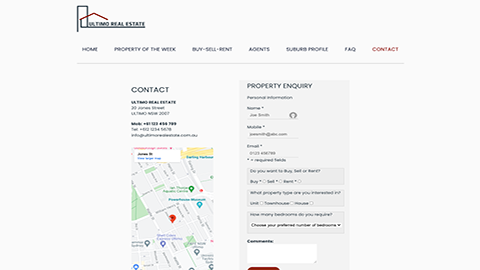 ULTIMO REAL ESTATE
HOME
PROPERTY OF THE WEEK
BUY-SELL-RENT
AGENTS
SUBURB PROFILE
FAQ
CONTACT
CONTACT
ULTIMO REAL ESTATE
20 Jones Street
ULTIMO NSW 2007
Mob: +61 123 456 789
Tel: +612 1234 5678
info@ultimorealestate.com.au
Jones St
View larger map
Darling Harbour
Powerhouse Museum
PROPERTY ENQUIRY
Personal Information
Name *
Joe Smith
Mobile *
joesmith@abc.com
Email *
0123 456789
* = required fields
Do you want to Buy, Sell or Rent?
Buy * Sell * Rent *
What property type are you interested in?
Unit Townhouse House
How many bedrooms do you require?
Choose your preferred number of bedrooms
Comments: